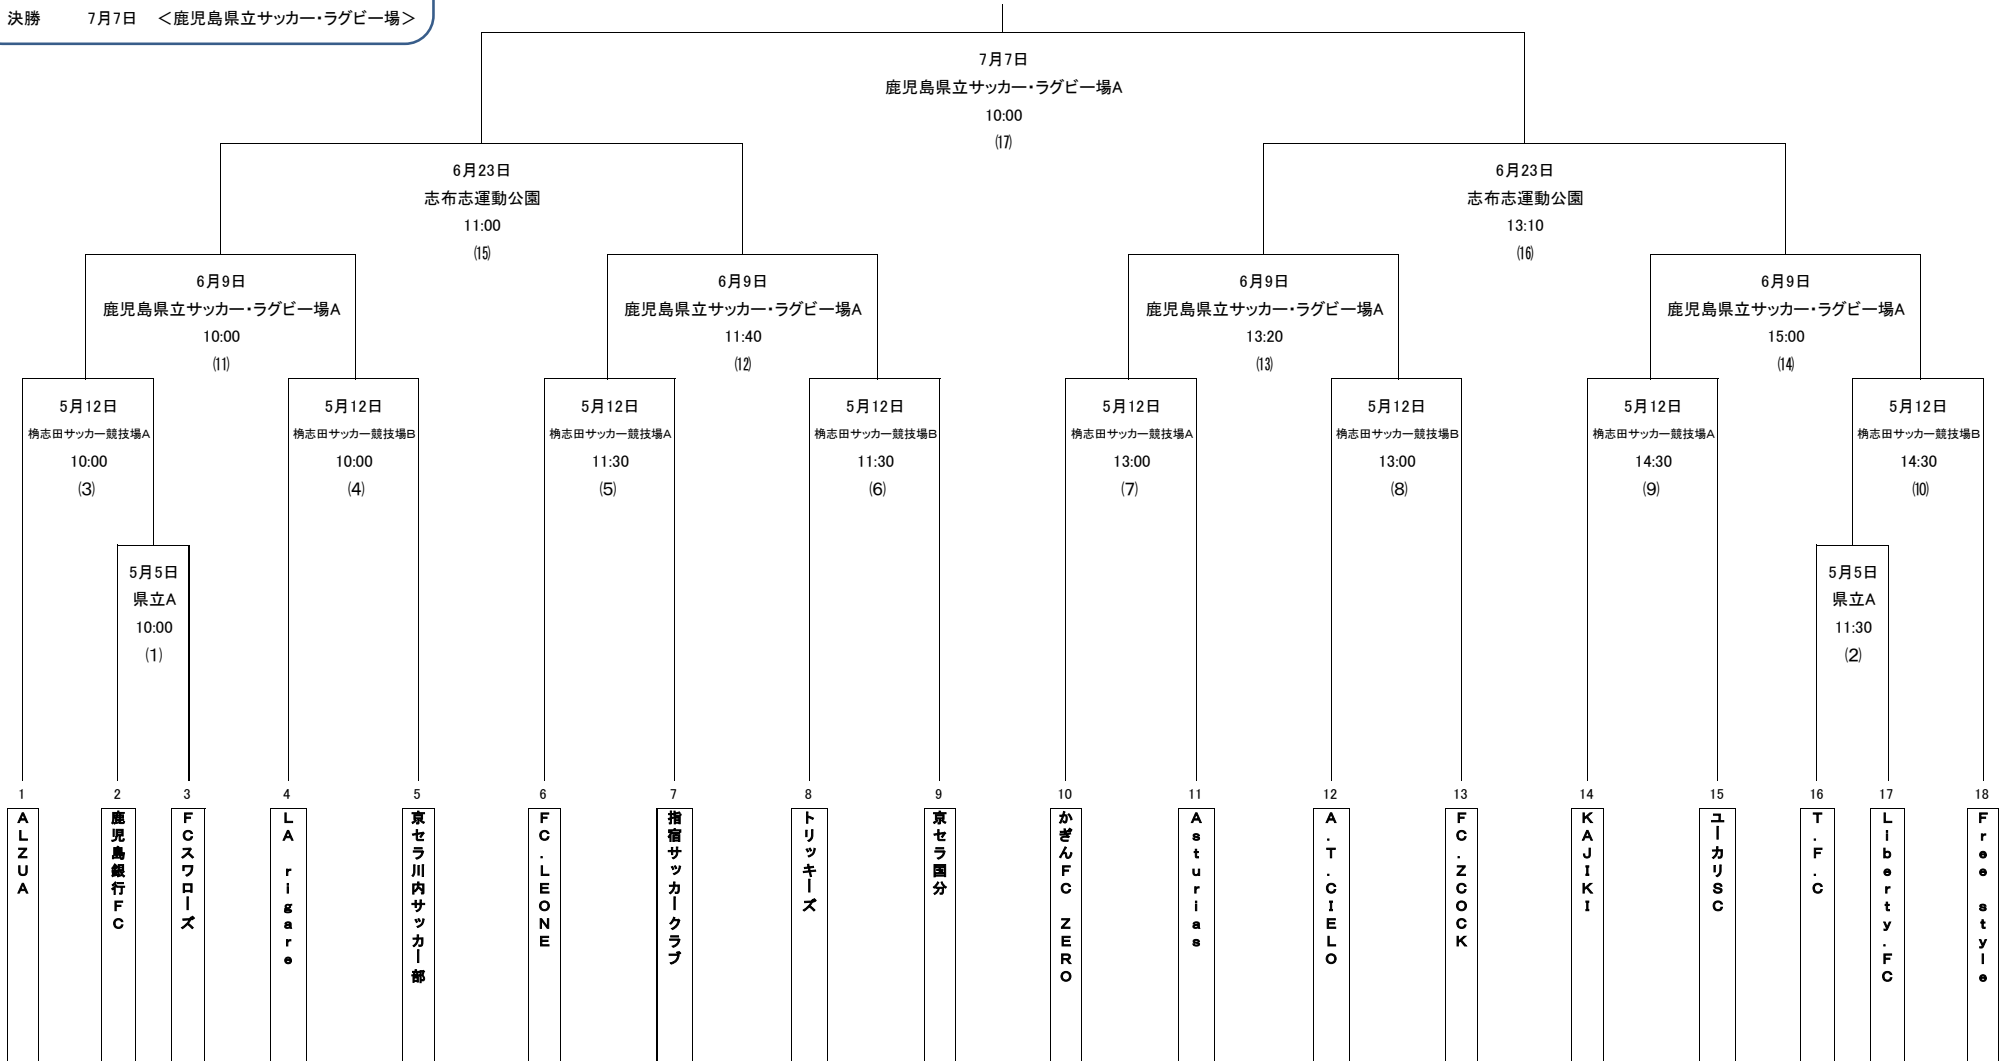 決勝　7月7日　＜鹿児島県立サッカー・ラグビー場＞
7月7日
鹿児島県立サッカー・ラグビー場A
10:00
(17)
6月23日
志布志運動公園
11:00
(15)
6月23日
志布志運動公園
13:10
(16)
6月9日
鹿児島県立サッカー・ラグビー場A
10:00
(11)
6月9日
鹿児島県立サッカー・ラグビー場A
11:40
(12)
6月9日
鹿児島県立サッカー・ラグビー場A
13:20
(13)
6月9日
鹿児島県立サッカー・ラグビー場A
15:00
(14)
5月12日
桷志田サッカー競技場A
10:00
(3)
5月12日
桷志田サッカー競技場B
10:00
(4)
5月12日
桷志田サッカー競技場A
11:30
(5)
5月12日
桷志田サッカー競技場B
11:30
(6)
5月12日
桷志田サッカー競技場A
13:00
(7)
5月12日
桷志田サッカー競技場B
13:00
(8)
5月12日
桷志田サッカー競技場A
14:30
(9)
5月12日
桷志田サッカー競技場B
14:30
(10)
5月5日
県立A
10:00
(1)
5月5日
県立A
11:30
(2)
1
ALZUA
2
鹿児島銀行FC
3
FCスワローズ
4
LA rigare
5
京セラ川内サッカー部
6
FC.LEONE
7
指宿サッカークラブ
8
トリッキーズ
9
京セラ国分
10
かぎんFC ZERO
11
Asturias
12
A.T.CIELO
13
FC.ZCOCK
14
KAJIKI
15
ユーカリSC
16
T.F.C
17
Liberty.FC
18
Free style